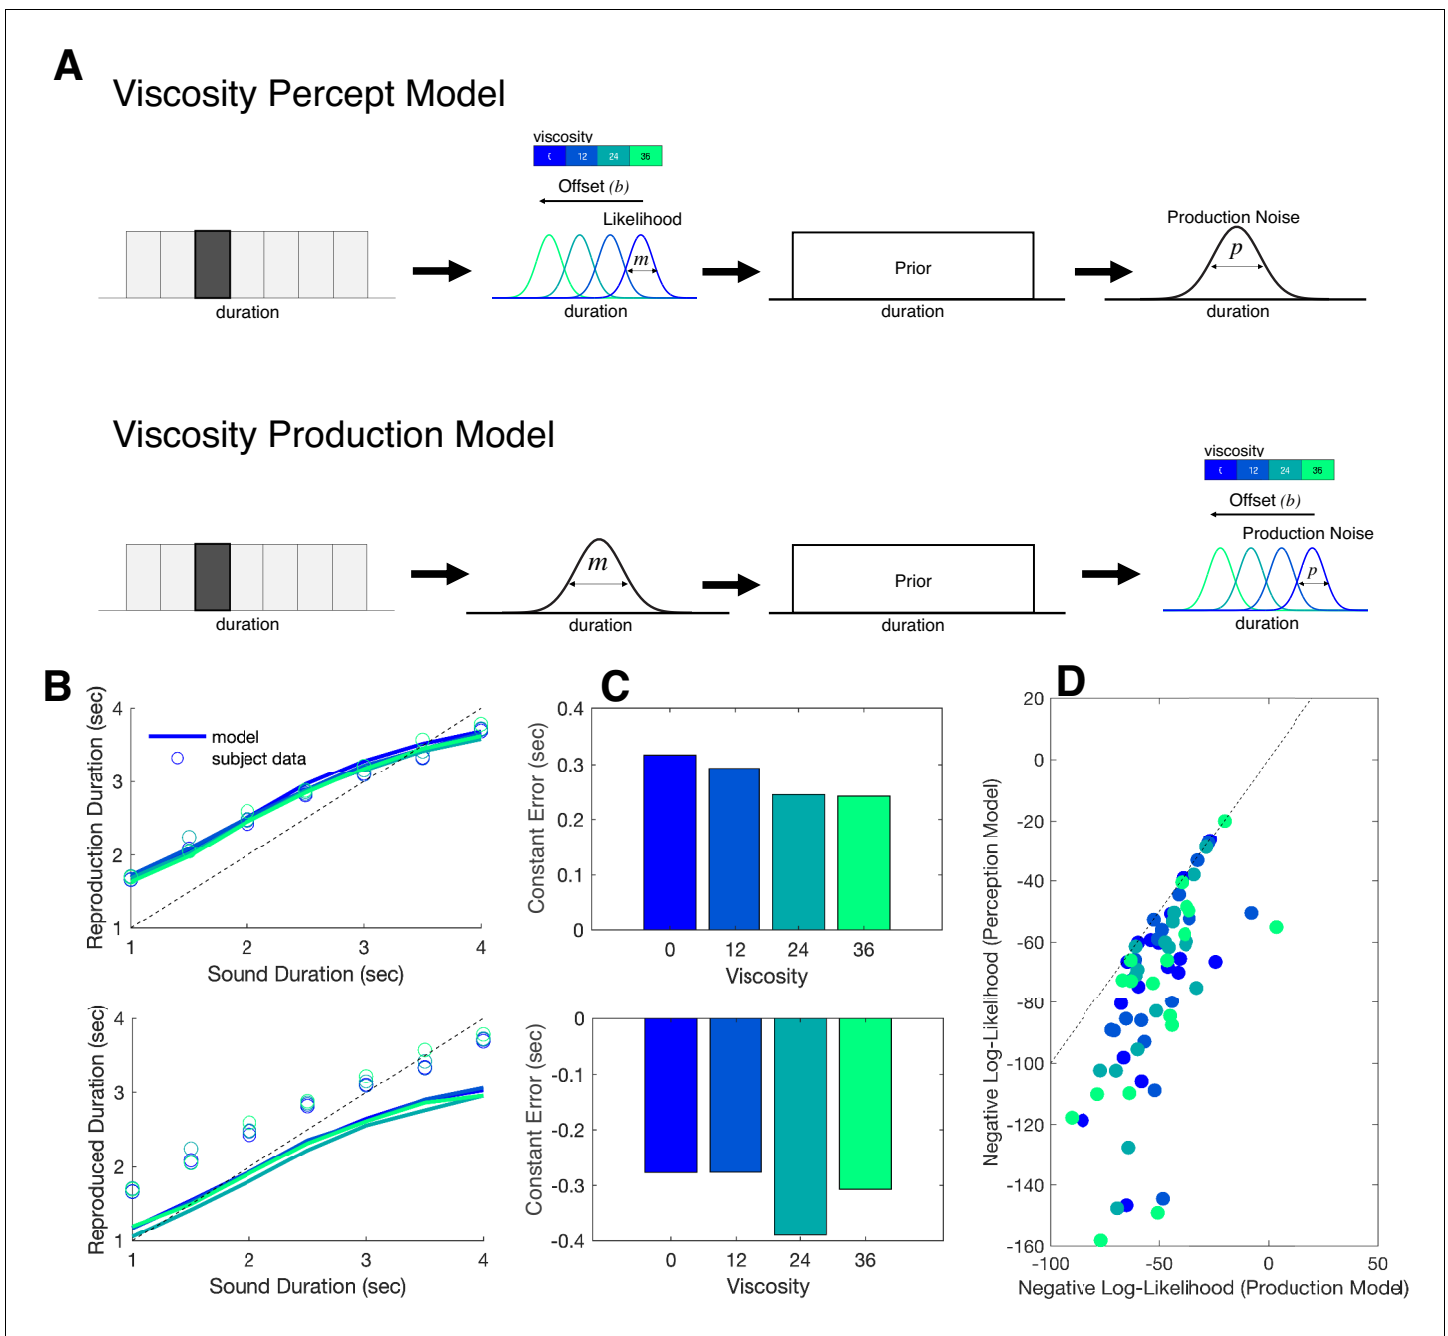 A
Viscosity Percept Model
viscosity
12 24 36
Offset (b)
Likelihood
m
Prior
Production Noise
p
duration
duration
duration
duration
Viscosity Production Model
viscosity
12 24 36
Offset (b)
Production Noise
m
Prior
p
duration
duration
duration
duration
B
Reproduction Duration (sec)
4
3
2
1
model
subject data
1 2 3 4
Sound Duration (sec)
Reproduced Duration (sec)
4
3
2
1
1 2 3 4
Sound Duration (sec)
C
Constant Error (sec)
0.4
0.3
0.2
0.1
0
0 12 24 36
Viscosity
Constant Error (sec)
0
-0.1
-0.2
-0.3
-0.4
0 12 24 36
Viscosity
D
Negative Log-Likelihood (Perception Model)
20
0
-20
-40
-60
-80
-100
-120
-140
-160
-100 -50 0 50
Negative Log-Likelihood (Production Model)